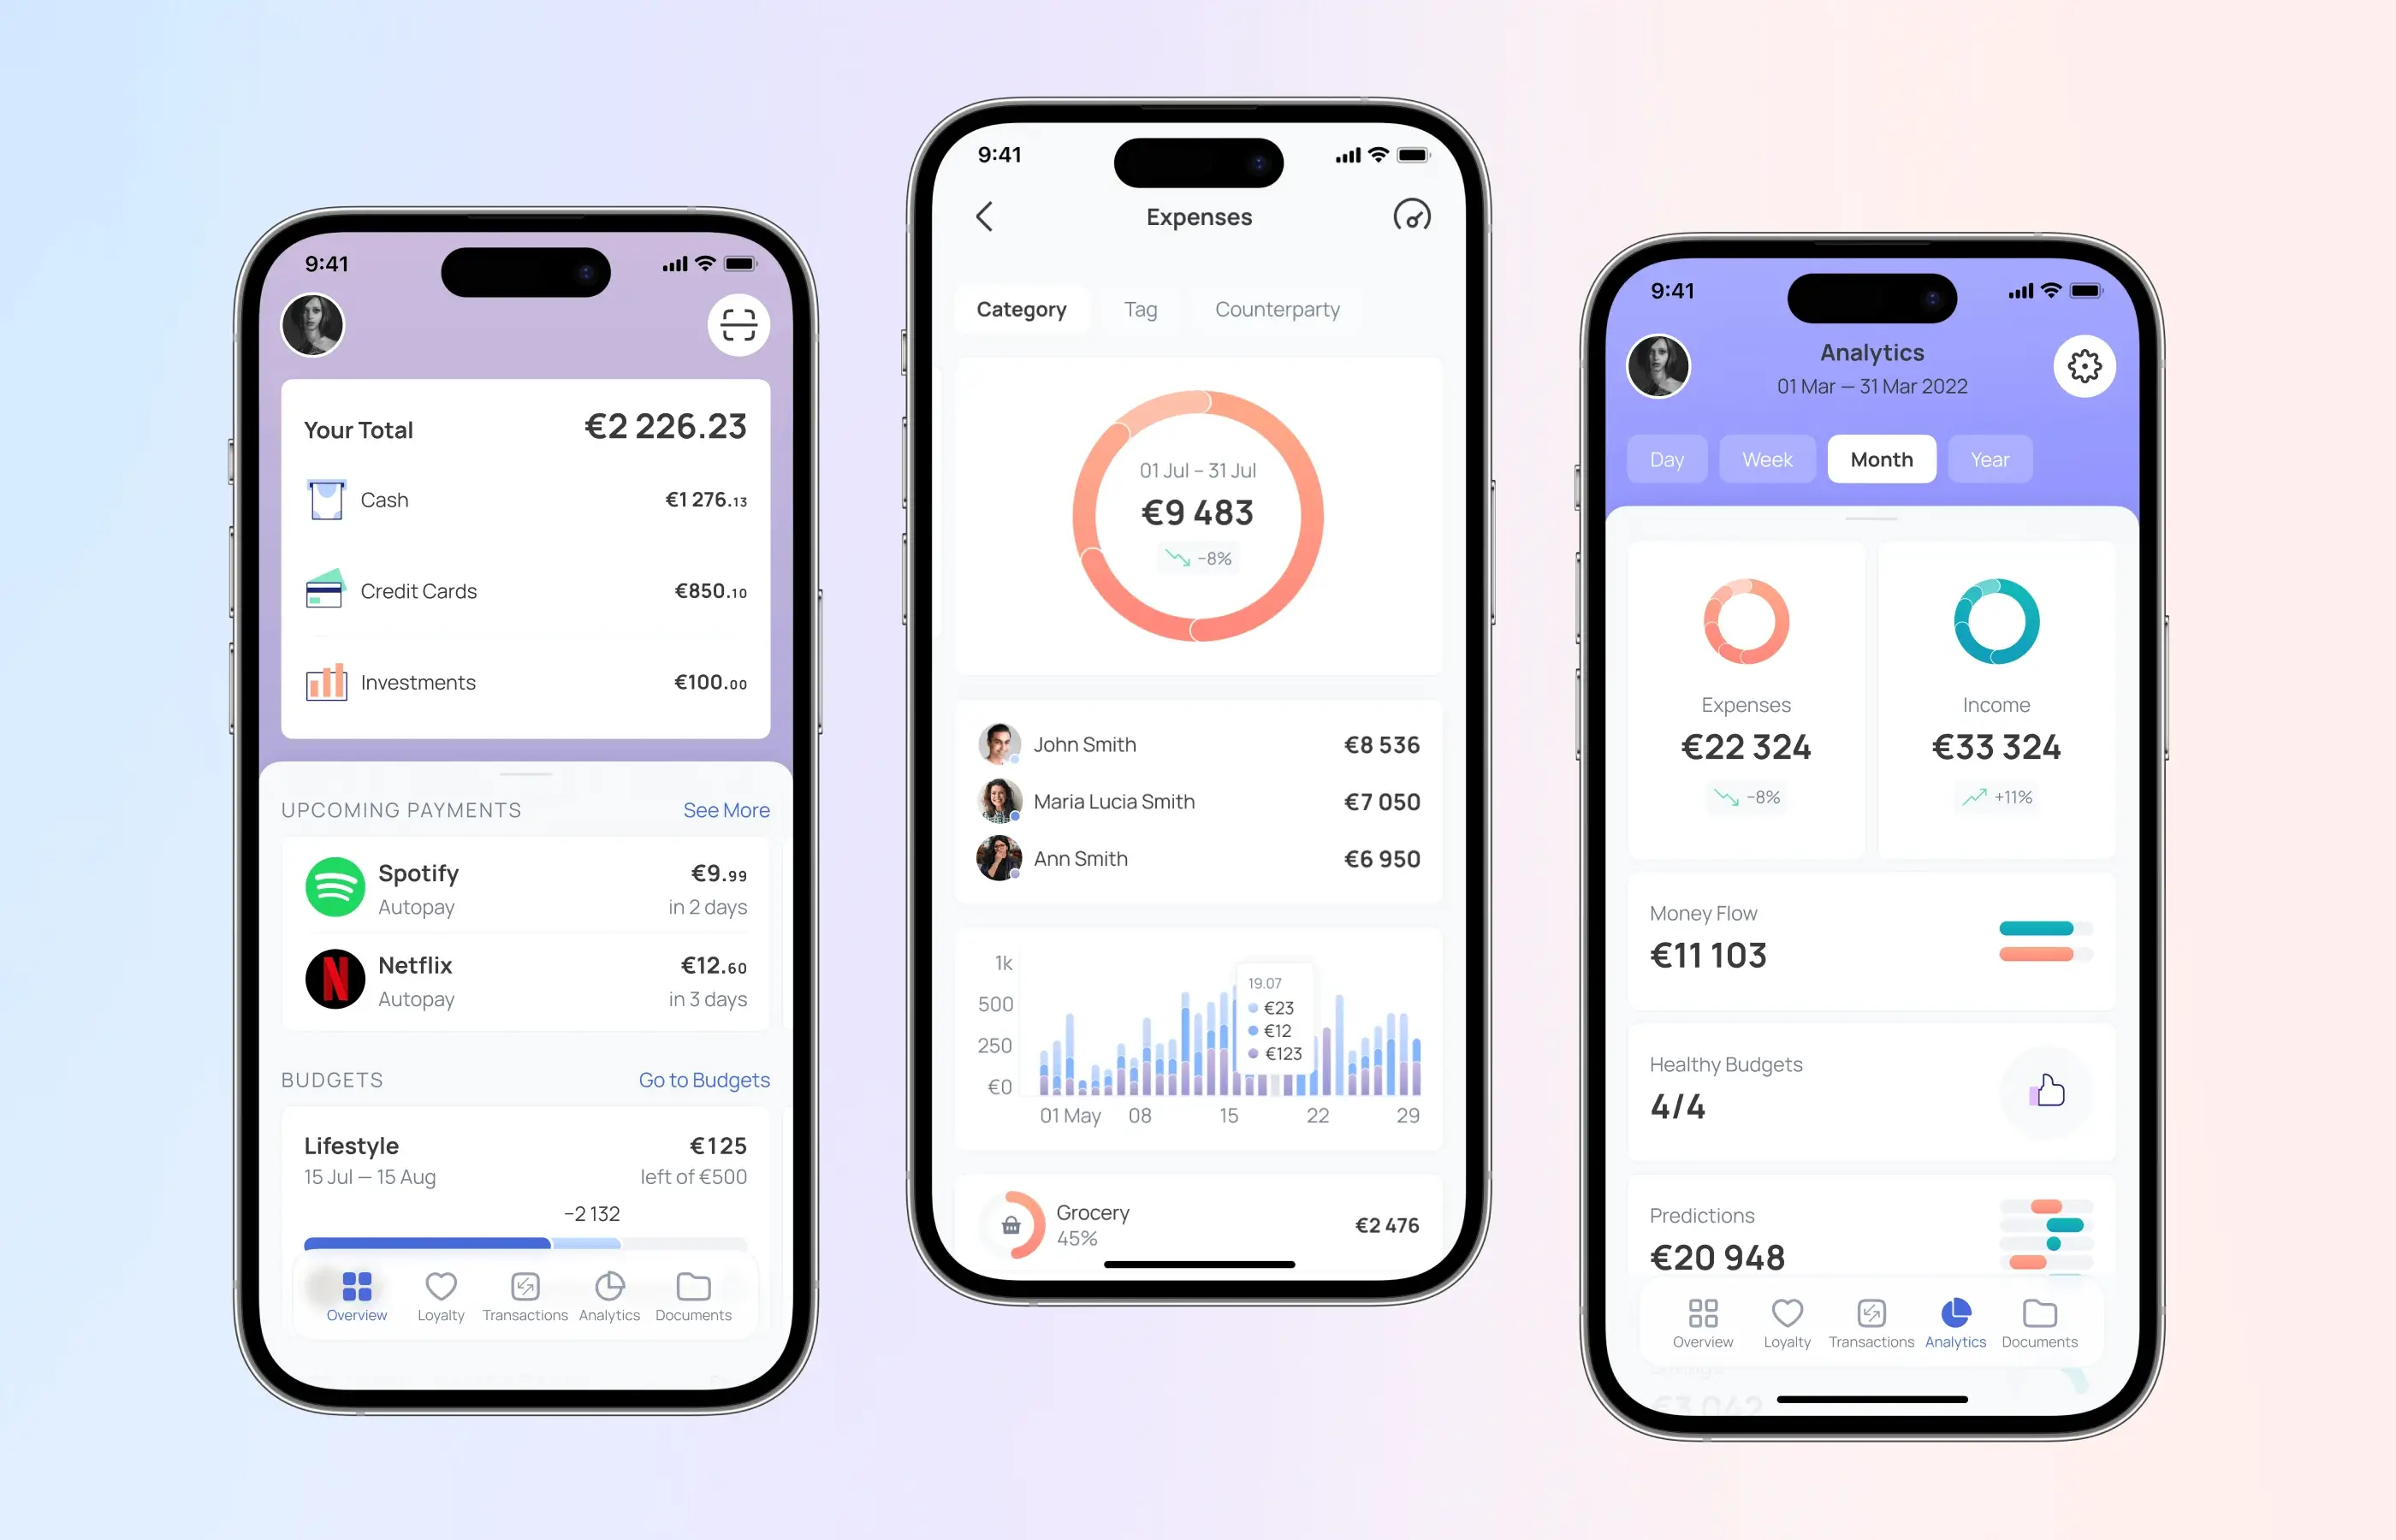 9:41
Your Total €2 226.23
Cash €1 276.13
Credit Cards €850.10
Investments €100.00
UPCOMING PAYMENTS See More
Spotify €9.99
Autopay in 2 days
Netflix €12.60
Autopay in 3 days
BUDGETS Go to Budgets
Lifestyle €125
15 Jul — 15 Aug left of €500
−2 132
Overview Loyalty Transactions Analytics Documents
9:41
Expenses
Category Tag Counterparty
01 Jul – 31 Jul
€9 483
−8%
John Smith €8 536
Maria Lucia Smith €7 050
Ann Smith €6 950
1k
500
250
€0
19.07
€23
€12
€123
01 May 08 15 22 29
Grocery €2 476
45%
9:41
Analytics
01 Mar — 31 Mar 2022
Day Week Month Year
Expenses
€22 324
−8%
Income
€33 324
+11%
Money Flow
€11 103
Healthy Budgets
4/4
Predictions
€20 948
Overview Loyalty Transactions Analytics Documents
€3 042